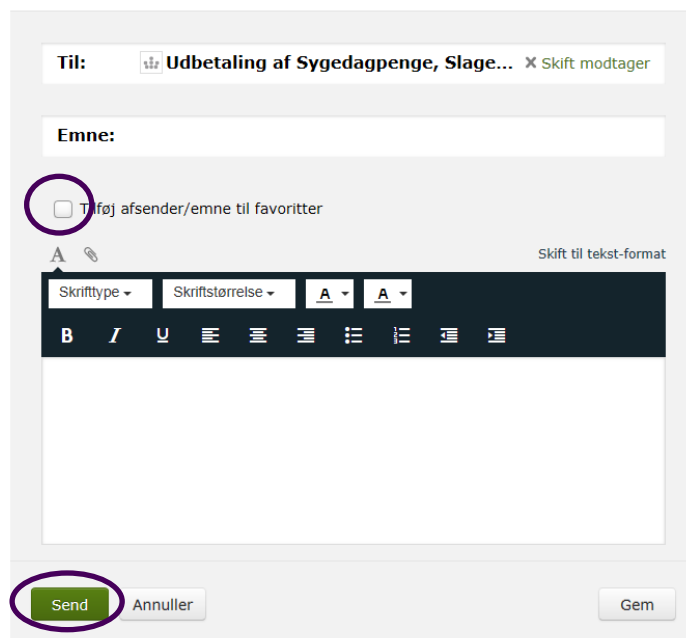 Til: Udbetaling af Sygedagpenge, Slage... Skift modtager
Emne:
Tilføj afsender/emne til favoritter
A Skift til tekst-format
Skrifttype Skriftstørrelse A A
B I U
Send Annuller Gem